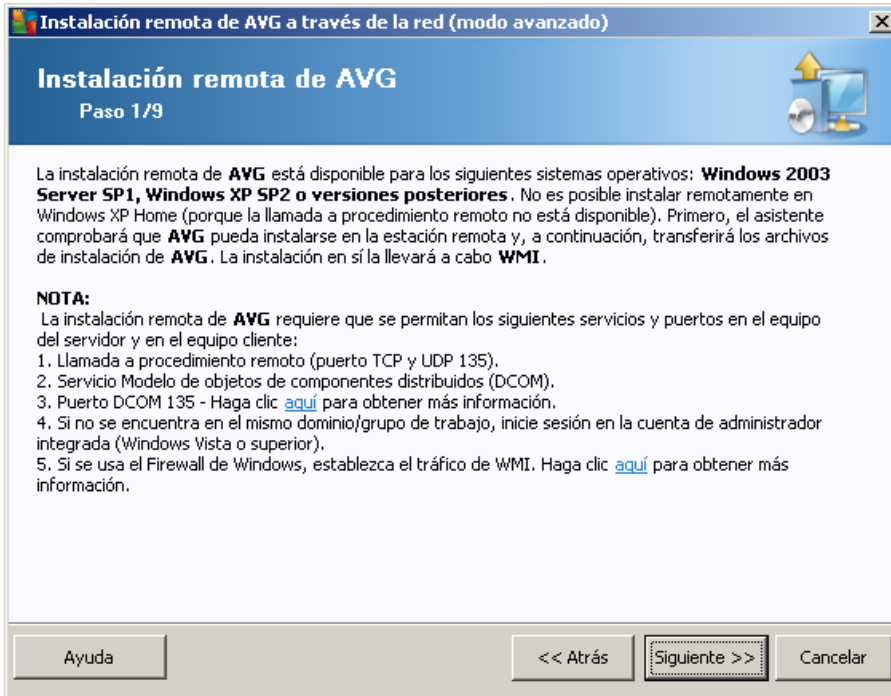 Instalación remota de AVG a través de la red (modo avanzado)
Instalación remota de AVG
Paso 1/9
La instalación remota de AVG está disponible para los siguientes sistemas operativos: Windows 2003
Server SP1, Windows XP SP2 o versiones posteriores. No es posible instalar remotamente en
Windows XP Home (porque la llamada a procedimiento remoto no está disponible). Primero, el asistente
comprobará que AVG pueda instalarse en la estación remota y, a continuación, transferirá los archivos
de instalación de AVG. La instalación en sí la llevará a cabo WMI.
NOTA:
La instalación remota de AVG requiere que se permitan los siguientes servicios y puertos en el equipo
del servidor y en el equipo cliente:
1. Llamada a procedimiento remoto (puerto TCP y UDP 135).
2. Servicio Modelo de objetos de componentes distribuidos (DCOM).
3. Puerto DCOM 135 - Haga clic aquí para obtener más información.
4. Si no se encuentra en el mismo dominio/grupo de trabajo, inicie sesión en la cuenta de administrador
integrada (Windows Vista o superior).
5. Si se usa el Firewall de Windows, establezca el tráfico de WMI. Haga clic aquí para obtener más
información.
Ayuda
<< Atrás
Siguiente >>
Cancelar